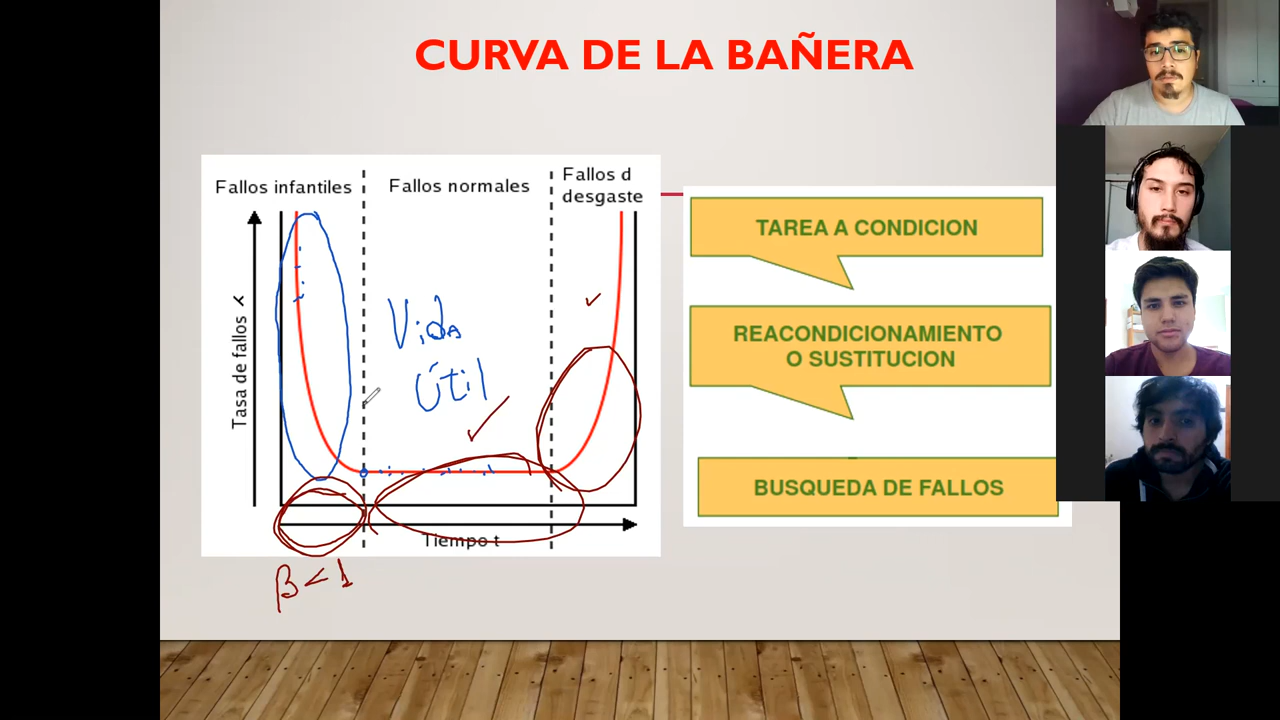 CURVA DE LA BAÑERA
Fallos infantiles
Fallos normales
Fallos d
desgaste
Tasa de fallos λ
Vida
Útil
Tiempo t
β < 1
TAREA A CONDICION
REACONDICIONAMIENTO
O SUSTITUCION
BUSQUEDA DE FALLOS